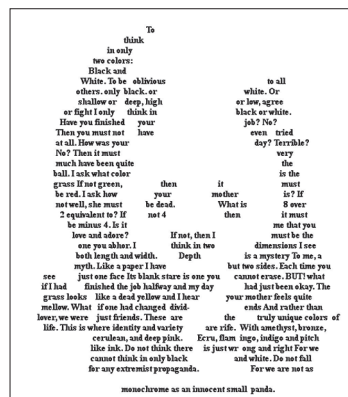 To
think
in only
two colors:
Black and
White. To be oblivious to all
others. only black. or white. Or
shallow or deep, high or low, agree
or fight I only think in black or white.
Have you finished your job? No?
Then you must not have even tried
at all. How was your day? Terrible?
No? Then it must very
much have been quite the
ball. I ask what color is the
grass If not green, then it must
be red. I ask how your mother is? If
not well, she must be dead. What is 8 over
2 equivalent to? If not 4 then it must
be minus 4. Is it me that you
love and adore? If not, then I must be the
one you abhor. I think in two dimensions I see
both length and width. Depth is a mystery To me, a
myth. Like a paper I have but two sides. Each time you
see just one face Its blank stare is one you cannot erase. BUT! what
if I had finished the job halfway and my day had just been okay. The
grass looks like a dead yellow and I hear your mother feels quite
mellow. What if one had changed divid- ends And rather than
lover, we were just friends. These are the truly unique colors of
life. This is where identity and variety are rife. With amethyst, bronze,
cerulean, and deep pink. Ecru, flam ingo, indigo and pitch
like ink. Do not think there is just wr ong and right For we
cannot think in only black and white. Do not fall
for any extremist propaganda. For we are not as
monochrome as an innocent small panda.